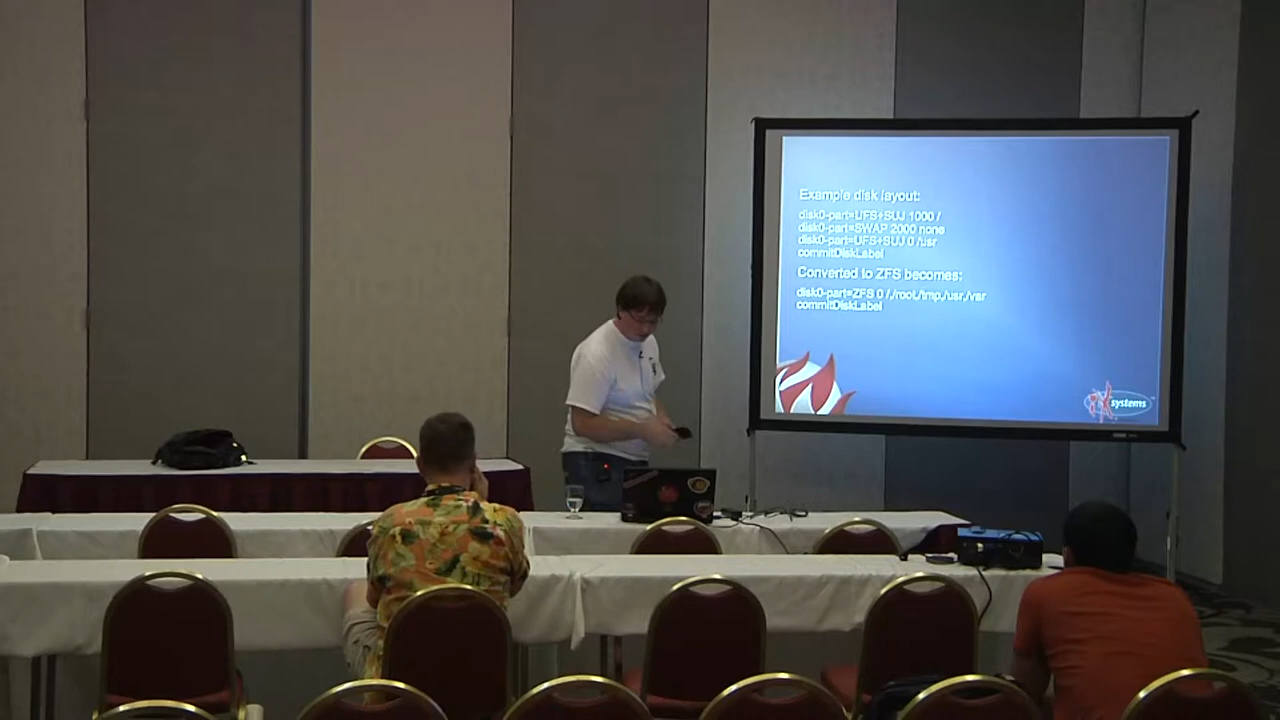 Example disk layout:
disk0-part=UFS+SUJ 1000 /
disk0-part=SWAP 2000 none
disk0-part=UFS+SUJ 0 /usr
commitDiskLabel
Converted to ZFS becomes:
disk0-part=ZFS 0 /,/root,/tmp,/usr,/var
commitDiskLabel
iXsystems